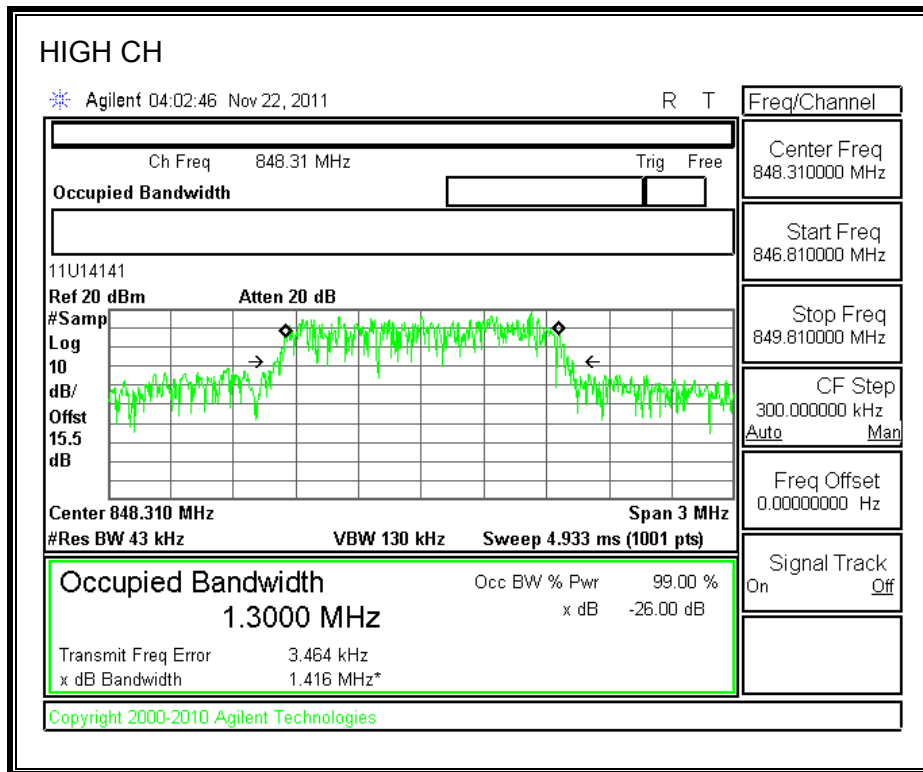 HIGH CH
Agilent 04:02:46 Nov 22, 2011 R T
Freq/Channel
Ch Freq 848.31 MHz Trig Free
Occupied Bandwidth
Center Freq
848.310000 MHz
Start Freq
846.810000 MHz
Stop Freq
849.810000 MHz
CF Step
300.000000 kHz
Auto Man
Freq Offset
0.00000000 Hz
Signal Track
On Off
11U14141
Ref 20 dBm Atten 20 dB
#Samp
Log
10
dB/
Offst
15.5
dB
Center 848.310 MHz Span 3 MHz
#Res BW 43 kHz VBW 130 kHz Sweep 4.933 ms (1001 pts)
Occupied Bandwidth Occ BW % Pwr 99.00 %
1.3000 MHz x dB -26.00 dB
Transmit Freq Error 3.464 kHz
x dB Bandwidth 1.416 MHz*
Copyright 2000-2010 Agilent Technologies